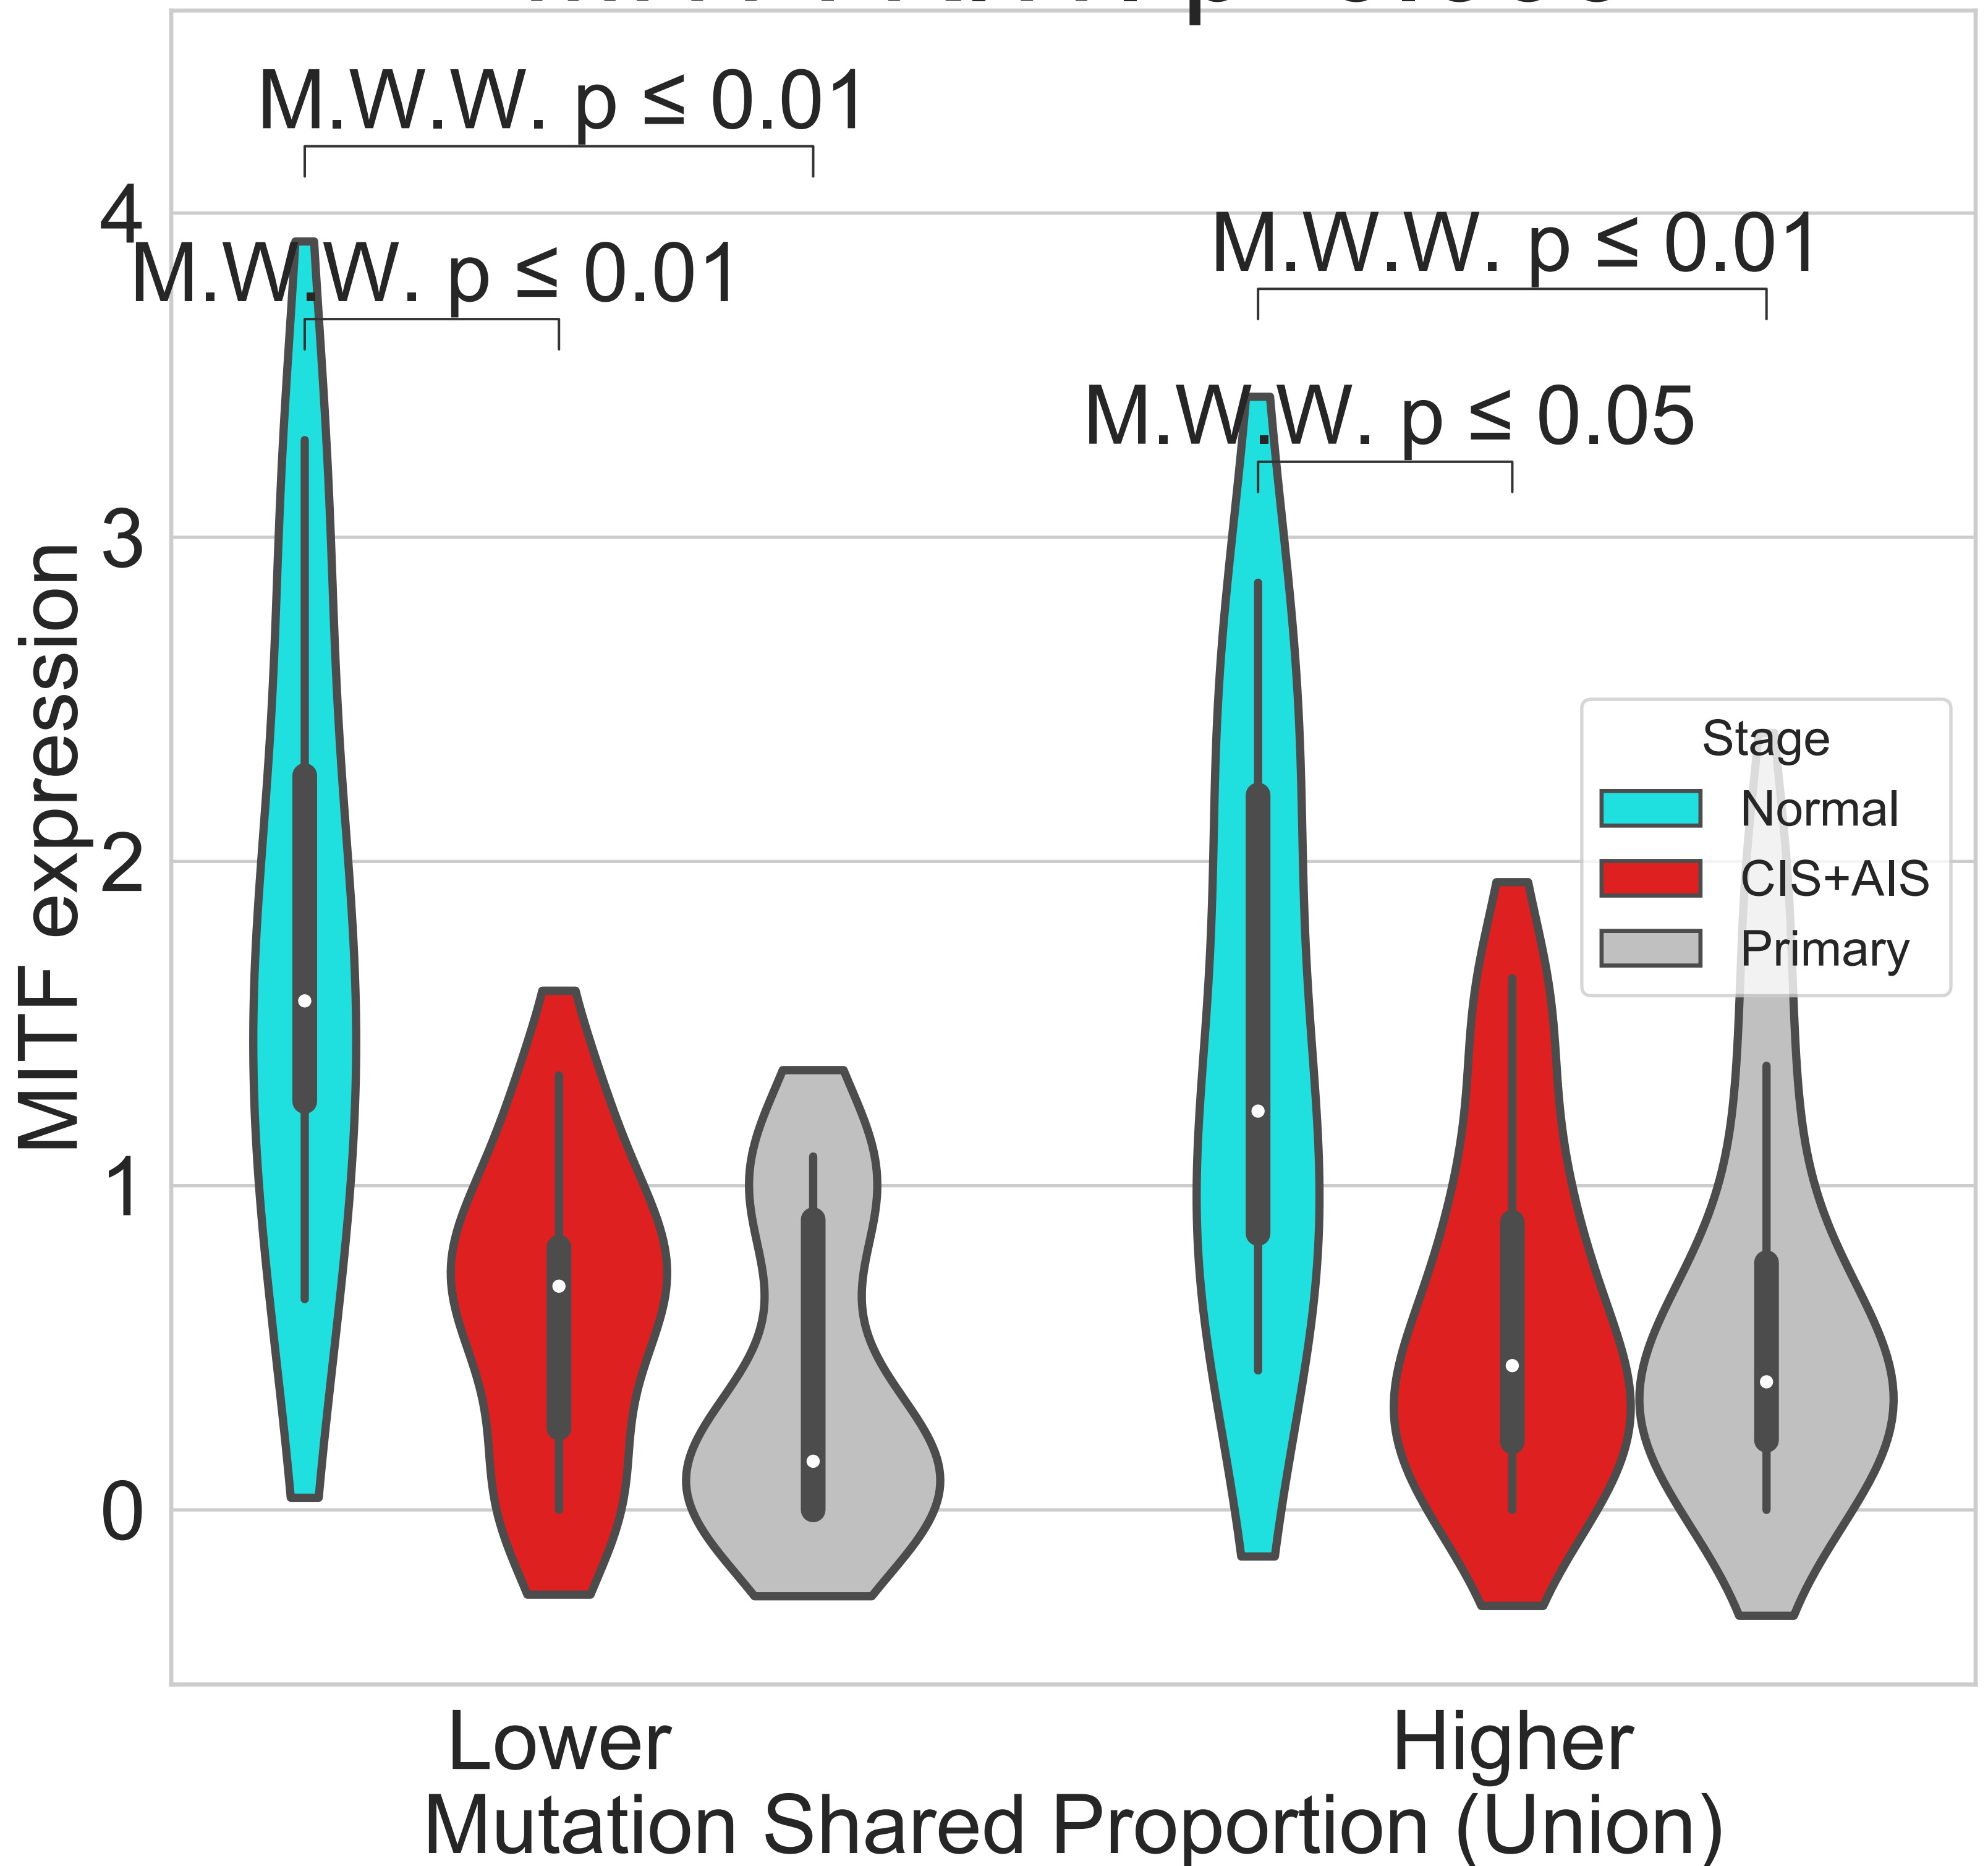 M.W.W. p ≤ 0.01
4
M.W.W. p ≤ 0.01
M.W.W. p ≤ 0.01
M.W.W. p ≤ 0.05
3
2
1
0
MITF expression
Stage
Normal
CIS+AIS
Primary
Lower
Higher
Mutation Shared Proportion (Union)